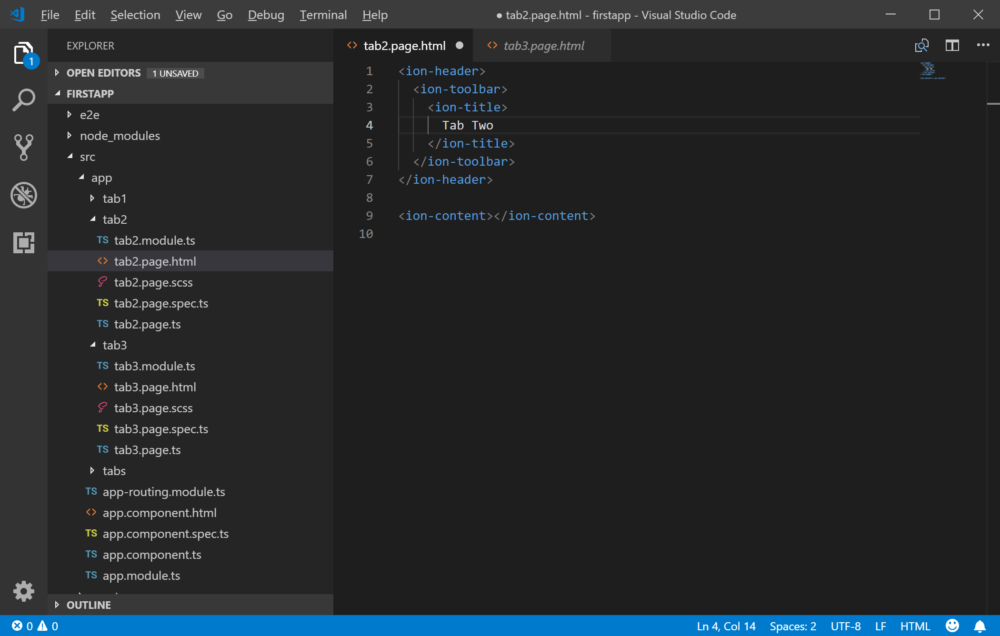 File Edit Selection View Go Debug Terminal Help ● tab2.page.html - firstapp - Visual Studio Code
1
EXPLORER
OPEN EDITORS 1 UNSAVED
FIRSTAPP
e2e
node_modules
src
app
tab1
tab2
TS tab2.module.ts
<> tab2.page.html
tab2.page.scss
TS tab2.page.spec.ts
TS tab2.page.ts
tab3
TS tab3.module.ts
<> tab3.page.html
tab3.page.scss
TS tab3.page.spec.ts
TS tab3.page.ts
tabs
TS app-routing.module.ts
<> app.component.html
TS app.component.spec.ts
TS app.component.ts
TS app.module.ts
OUTLINE
<> tab2.page.html ● <> tab3.page.html
1 <ion-header>
2   <ion-toolbar>
3     <ion-title>
4       Tab Two
5     </ion-title>
6   </ion-toolbar>
7 </ion-header>
8
9 <ion-content></ion-content>
10
0 0 Ln 4, Col 14 Spaces: 2 UTF-8 LF HTML